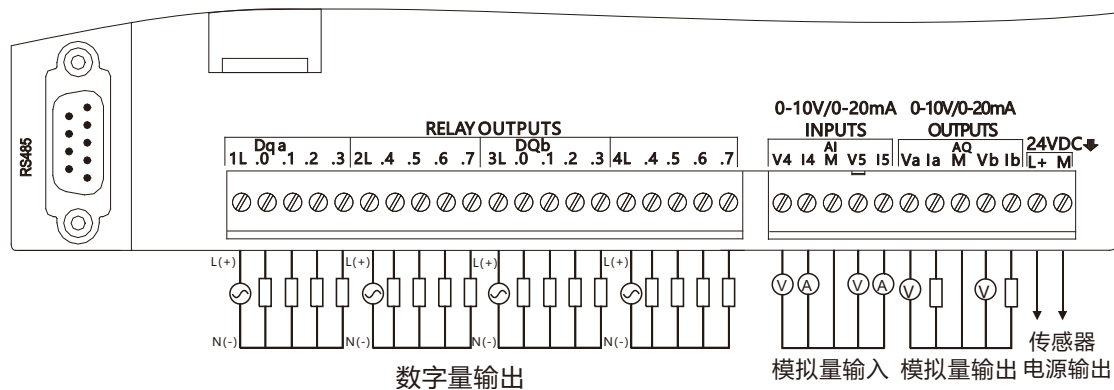 RS485
RELAY OUTPUTS
Dqa
DQb
1L .0 .1 .2 .3 2L .4 .5 .6 .7 3L .0 .1 .2 .3 4L .4 .5 .6 .7
0-10V/0-20mA
INPUTS
AI
V4 I4 M V5 I5
0-10V/0-20mA
OUTPUTS
AQ
Va Ia M Vb Ib
24VDC
L+ M
L(+) L(+) L(+) L(+)
V A V A V V
N(-) N(-) N(-) N(-)
数字量输出
模拟量输入
模拟量输出
传感器
电源输出